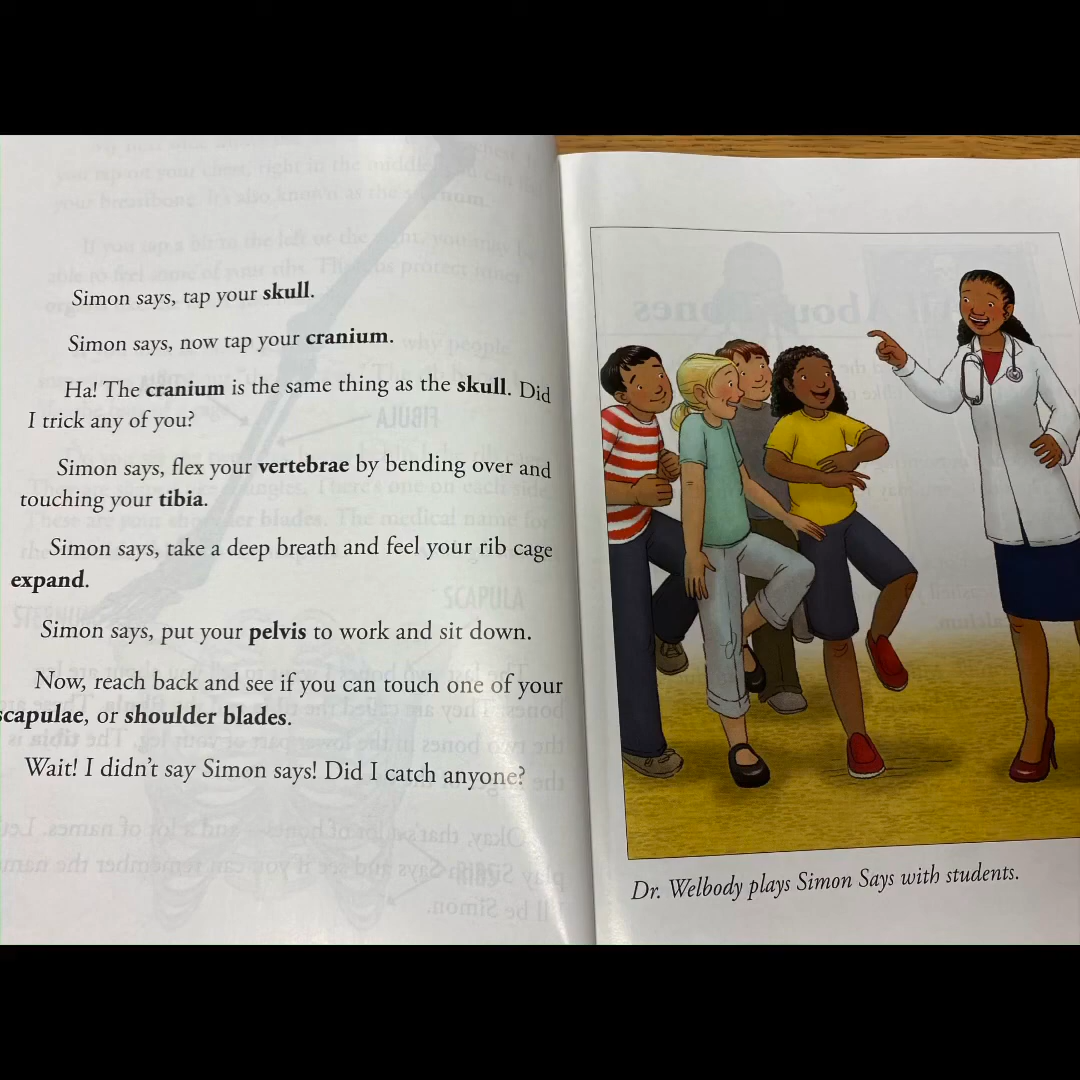 Simon says, tap your skull.
Simon says, now tap your cranium.
Ha! The cranium is the same thing as the skull. Did
I trick any of you?
Simon says, flex your vertebrae by bending over and
touching your tibia.
Simon says, take a deep breath and feel your rib cage
expand.
Simon says, put your pelvis to work and sit down.
Now, reach back and see if you can touch one of your
scapulae, or shoulder blades.
Wait! I didn't say Simon says! Did I catch anyone?
Dr. Welbody plays Simon Says with students.